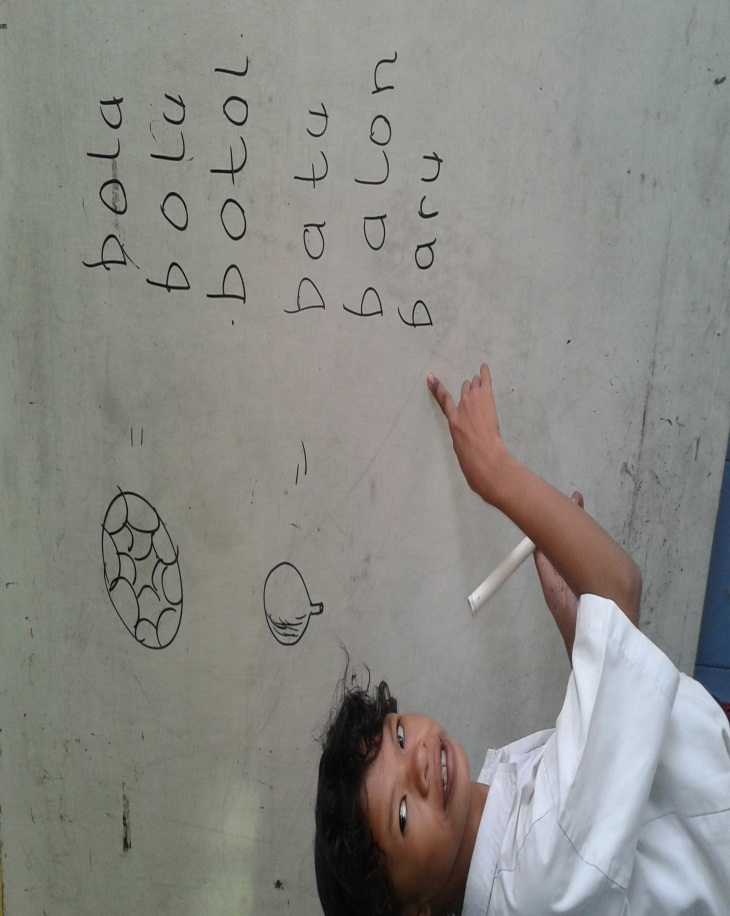 = bola
bolu
botol
= batu
balon
baru